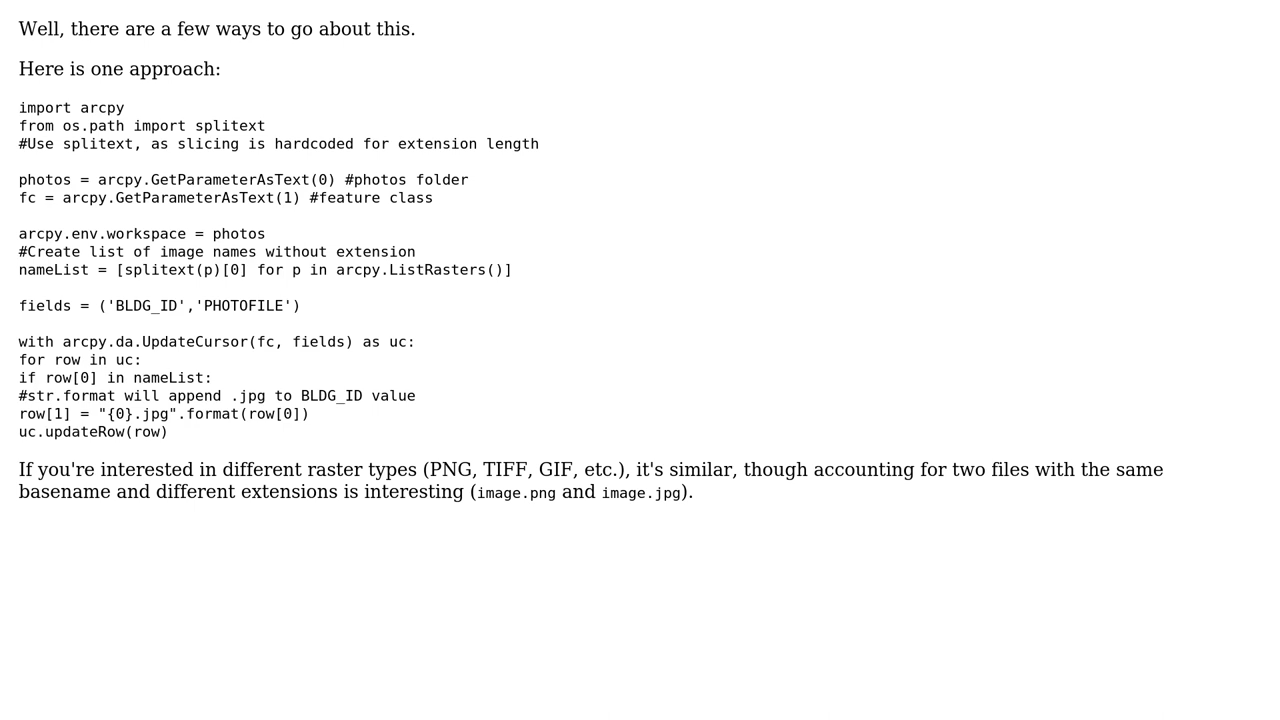 Well, there are a few ways to go about this.
Here is one approach:
import arcpy
from os.path import splitext
#Use splitext, as slicing is hardcoded for extension length
photos = arcpy.GetParameterAsText(0) #photos folder
fc = arcpy.GetParameterAsText(1) #feature class
arcpy.env.workspace = photos
#Create list of image names without extension
nameList = [splitext(p)[0] for p in arcpy.ListRasters()]
fields = ('BLDG_ID','PHOTOFILE')
with arcpy.da.UpdateCursor(fc, fields) as uc:
for row in uc:
if row[0] in nameList:
#str.format will append .jpg to BLDG_ID value
row[1] = "{0}.jpg".format(row[0])
uc.updateRow(row)
If you're interested in different raster types (PNG, TIFF, GIF, etc.), it's similar, though accounting for two files with the same
basename and different extensions is interesting (image.png and image.jpg).